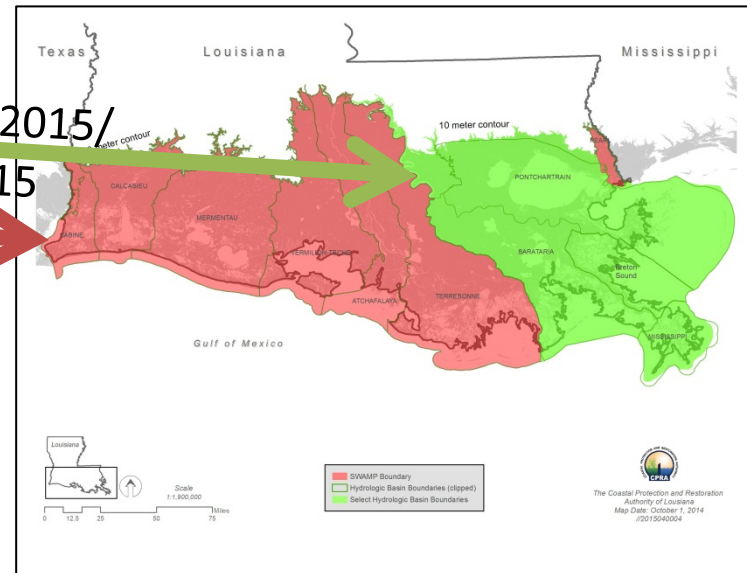 Texas
Louisiana
Mississippi
2015/
15
meter contour
10 meter contour
PEARL
CALCASIEU
PONTCHARTRAIN
MERMENTAU
SABINE
BARATARIA
VERMILION-TECHE
Breton
Sound
ATCHAFALAYA
TERREBONNE
MISSISSIPPI
Gulf of Mexico
Louisiana
Scale
1:1,900,000
Miles
0 12.5 25 50 75
SWAMP Boundary
Hydrologic Basin Boundaries (clipped)
Select Hydrologic Basin Boundaries
CPRA
The Coastal Protection and Restoration
Authority of Louisiana
Map Date: October 1, 2014
//2015040004